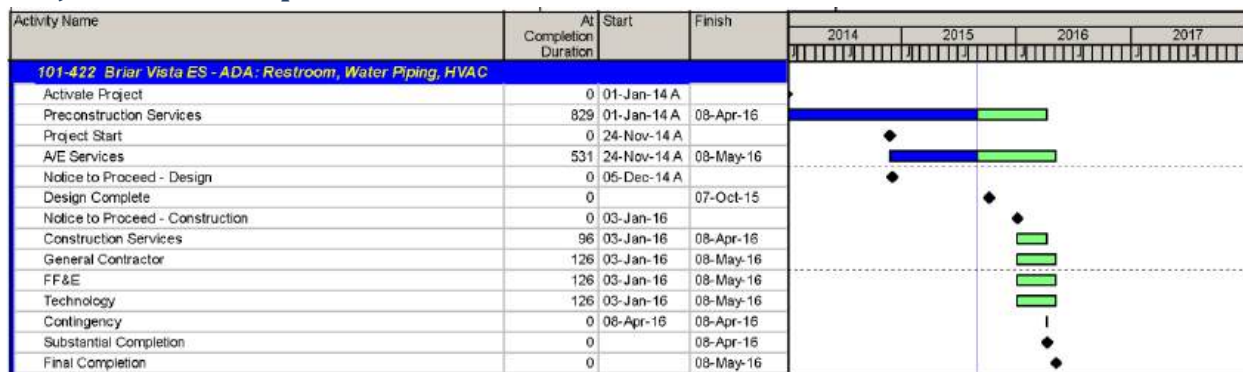 Activity Name At Completion Duration Start Finish
2014 2015 2016 2017
J J J J J J J
101-422 Briar Vista ES - ADA: Restroom, Water Piping, HVAC
Activate Project 0 01-Jan-14 A
Preconstruction Services 829 01-Jan-14 A 08-Apr-16
Project Start 0 24-Nov-14 A
A/E Services 531 24-Nov-14 A 08-May-16
Notice to Proceed - Design 0 05-Dec-14 A
Design Complete 0 07-Oct-15
Notice to Proceed - Construction 0 03-Jan-16
Construction Services 96 03-Jan-16 08-Apr-16
General Contractor 126 03-Jan-16 08-May-16
FF&E 126 03-Jan-16 08-May-16
Technology 126 03-Jan-16 08-May-16
Contingency 0 08-Apr-16 08-Apr-16
Substantial Completion 0 08-Apr-16
Final Completion 0 08-May-16